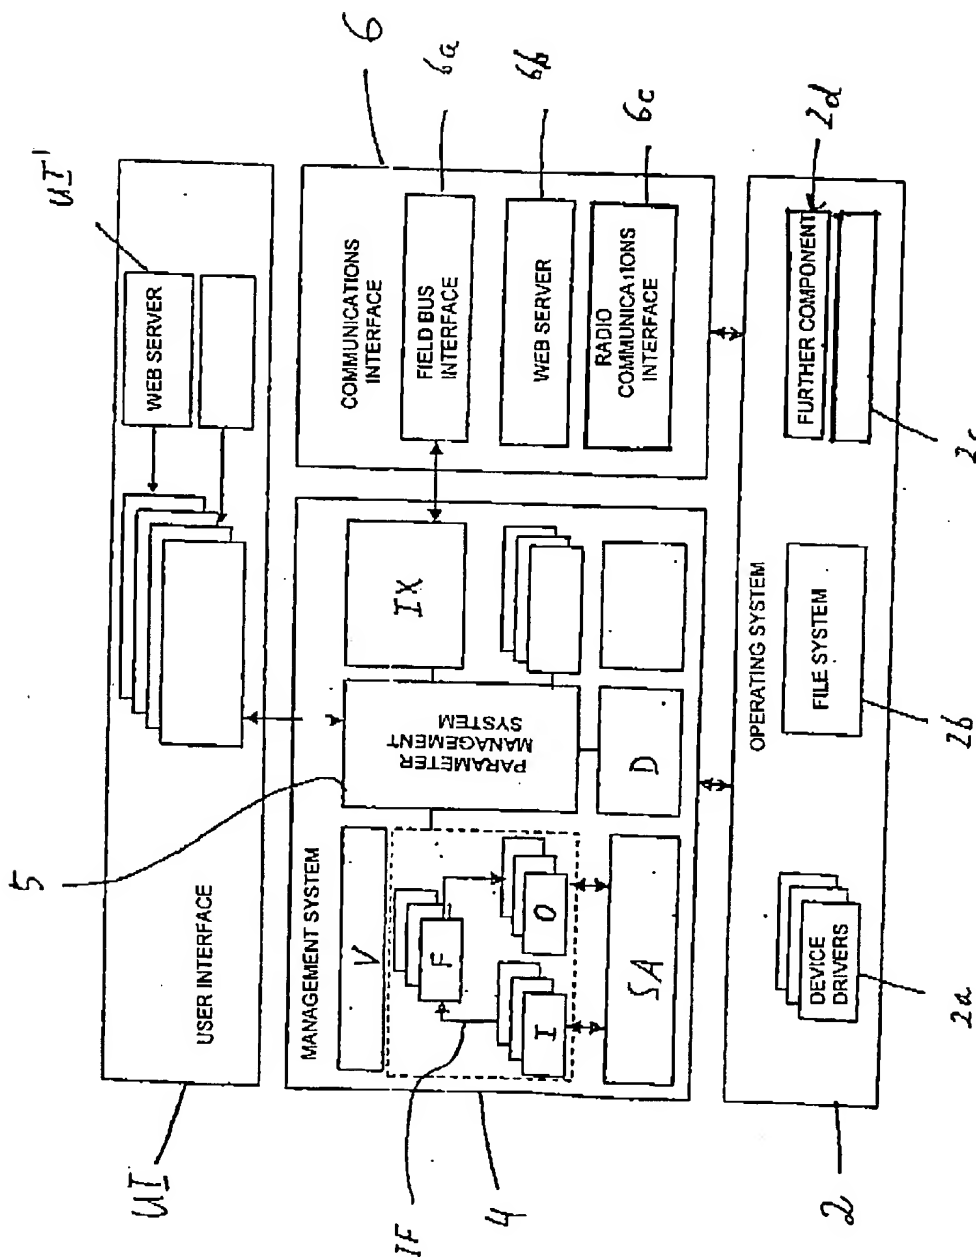 UI
USER INTERFACE
WEB SERVER
UI'
5
MANAGEMENT SYSTEM
V
F
I
O
SA
IF
4
PARAMETER
MANAGEMENT
SYSTEM
D
IX
COMMUNICATIONS
INTERFACE
FIELD BUS
INTERFACE
WEB SERVER
RADIO
COMMUNICATIONS
INTERFACE
6
6a
6b
6c
OPERATING SYSTEM
DEVICE
DRIVERS
FILE SYSTEM
FURTHER COMPONENT
2
2a
2b
2c
2d